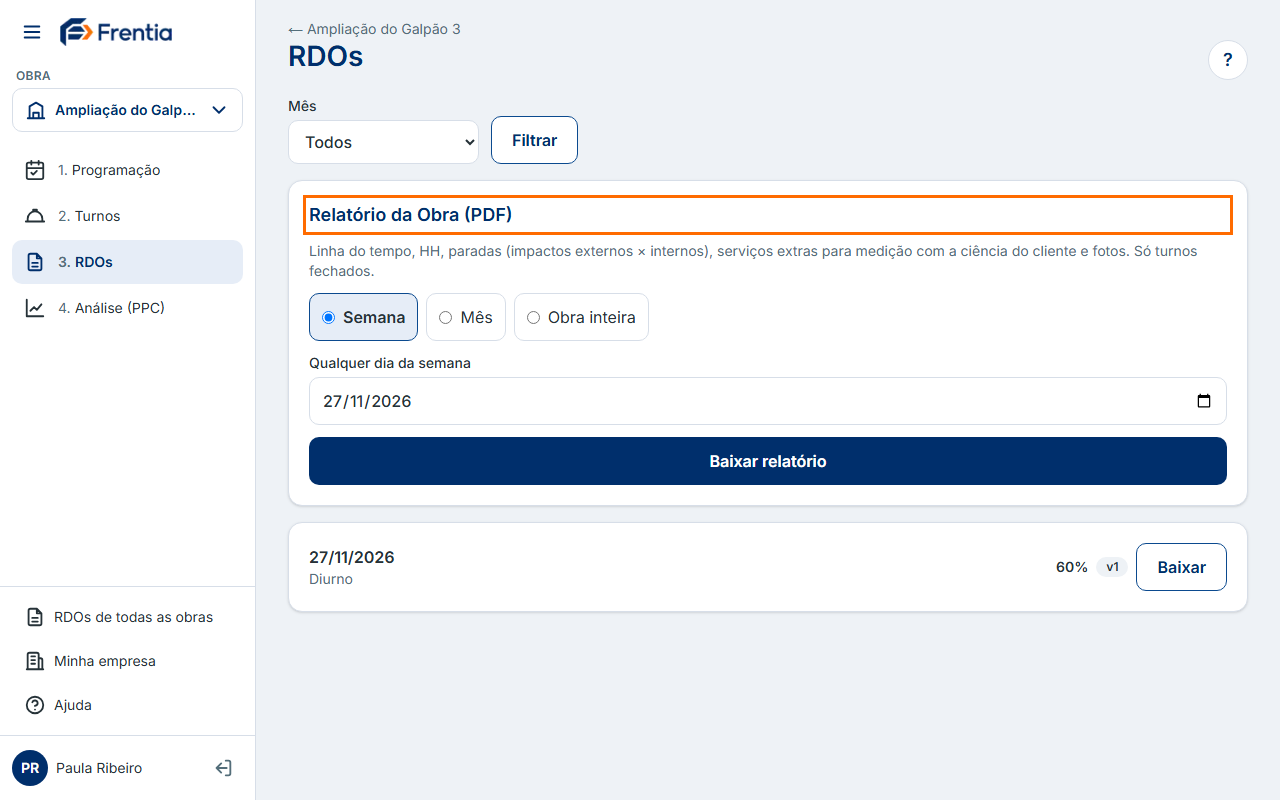 Frentia
OBRA
Ampliação do Galp...
1. Programação
2. Turnos
3. RDOs
4. Análise (PPC)
RDOs de todas as obras
Minha empresa
Ajuda
PR Paula Ribeiro
← Ampliação do Galpão 3
RDOs
?
Mês
Todos
Filtrar
Relatório da Obra (PDF)
Linha do tempo, HH, paradas (impactos externos × internos), serviços extras para medição com a ciência do cliente e fotos. Só turnos
fechados.
Semana Mês Obra inteira
Qualquer dia da semana
27/11/2026
Baixar relatório
27/11/2026
Diurno
60% v1 Baixar